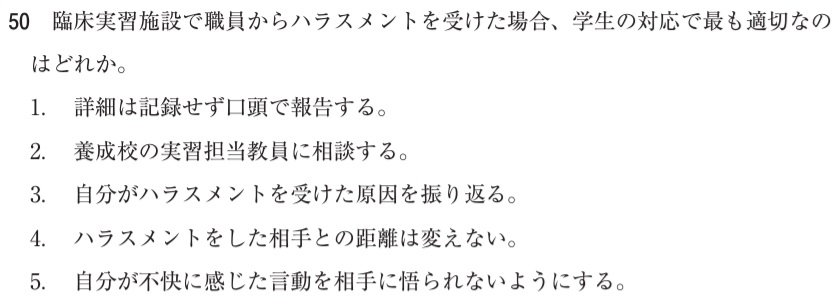 50 臨床実習施設で職員からハラスメントを受けた場合、学生の対応で最も適切なの
はどれか。
1. 詳細は記録せず口頭で報告する。
2. 養成校の実習担当教員に相談する。
3. 自分がハラスメントを受けた原因を振り返る。
4. ハラスメントをした相手との距離は変えない。
5. 自分が不快に感じた言動を相手に悟られないようにする。